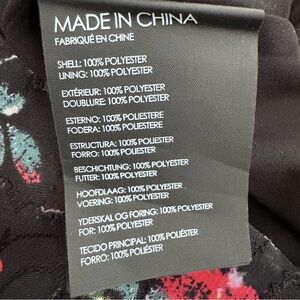 MADE IN CHINA
FABRIQUÉ EN CHINE
SHELL: 100% POLYESTER
LINING: 100% POLYESTER
EXTÉRIEUR: 100% POLYESTER
DOUBLURE: 100% POLYESTER
ESTERNO: 100% POLIESTERE
FODERA: 100% POLIESTERE
ESTRUCTURA: 100% POLIÉSTER
FORRO: 100% POLIÉSTER
BESCHICHTUNG: 100% POLYESTER
FUTTER: 100% POLYESTER
HOOFDLAAG: 100% POLYESTER
VOERING: 100% POLYESTER
YDERSKAL OG FORING: 100% POLYESTER
FOR: 100% POLYESTER
TECIDO PRINCIPAL: 100% POLIÉSTER
FORRO: 100% POLIÉSTER